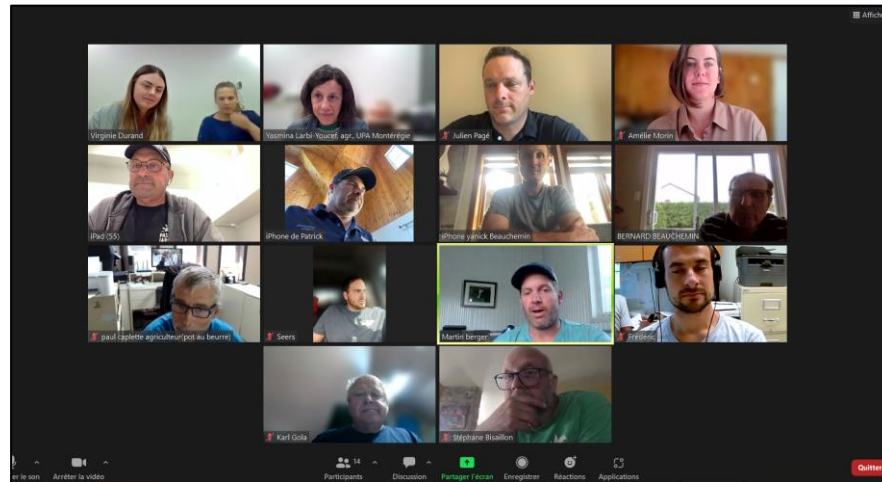 Affich
Virginie Durand
Yasmina Larbi-Youcef, agr., UPA Montérégie
Julien Pagé
Amélie Morin
iPad (55)
iPhone de Patrick
iPhone yanick Beauchemin
BERNARD BEAUCHEMIN
paul caplette agriculteur(pot au beurre)
Seers
Martin berger
Frédéric
Karl Gola
Stéphane Bisaillon
er le son
Arrêter la vidéo
14
Participants
Discussion
Partager l'écran
Enregistrer
Réactions
Applications
Quitter